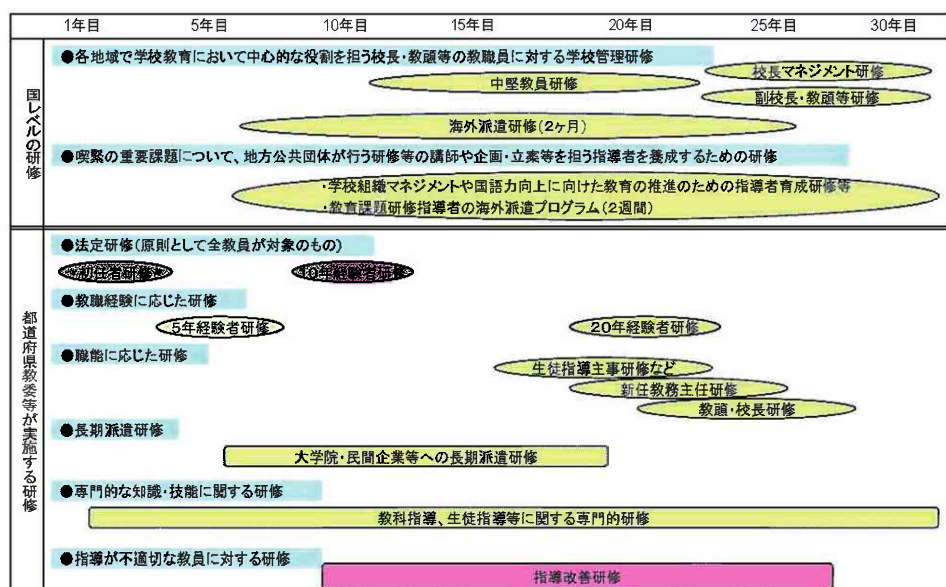 1年目 5年目 10年目 15年目 20年目 25年目 30年目
国レベルの研修
●各地域で学校教育において中心的な役割を担う校長・教頭等の教職員に対する学校管理研修
校長マネジメント研修
中堅教員研修
副校長・教頭等研修
海外派遣研修(2ヶ月)
●喫緊の重要課題について、地方公共団体が行う研修等の講師や企画・立案等を担う指導者を養成するための研修
・学校組織マネジメントや国語力向上に向けた教育の推進のための指導者育成研修等
・教育課題研修指導者の海外派遣プログラム(2週間)
都道府県教委等が実施する研修
●法定研修(原則として全教員が対象のもの)
初任者研修
10年経験者研修
●教職経験に応じた研修
5年経験者研修
20年経験者研修
●職能に応じた研修
生徒指導主事研修など
新任教務主任研修
教頭・校長研修
●長期派遣研修
大学院・民間企業等への長期派遣研修
●専門的な知識・技能に関する研修
教科指導、生徒指導等に関する専門的研修
●指導が不適切な教員に対する研修
指導改善研修